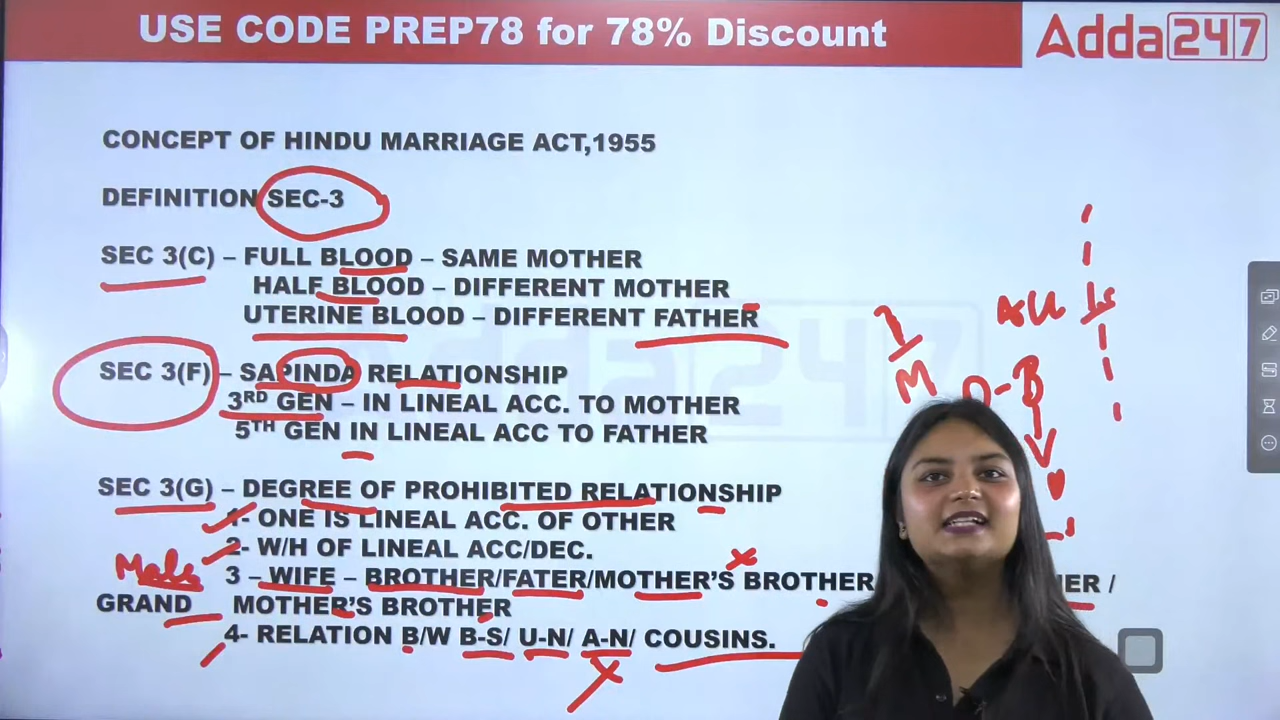 USE CODE PREP78 for 78% Discount
Adda247
CONCEPT OF HINDU MARRIAGE ACT,1955
DEFINITION SEC-3
SEC 3(C) – FULL BLOOD – SAME MOTHER
HALF BLOOD – DIFFERENT MOTHER
UTERINE BLOOD – DIFFERENT FATHER
SEC 3(F) – SAPINDA RELATIONSHIP
3RD GEN – IN LINEAL ACC. TO MOTHER
5TH GEN IN LINEAL ACC TO FATHER
SEC 3(G) – DEGREE OF PROHIBITED RELATIONSHIP
1- ONE IS LINEAL ACC. OF OTHER
2- W/H OF LINEAL ACC/DEC.
Male 3 – WIFE – BROTHER/FATER/MOTHER'S BROTHER
GRAND MOTHER'S BROTHER
4- RELATION B/W B-S/ U-N/ A-N/ COUSINS.
M